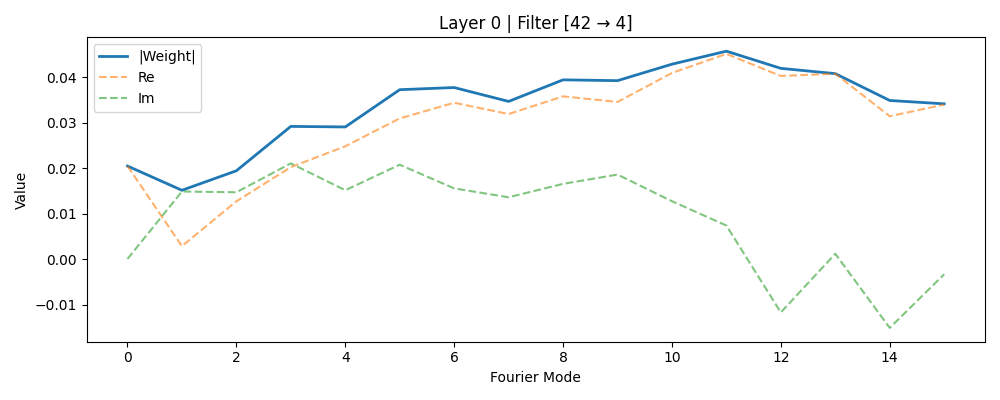 Layer 0 | Filter [42 → 4]
|Weight|
Re
Im
Value
0.04
0.03
0.02
0.01
0.00
−0.01
0 2 4 6 8 10 12 14
Fourier Mode